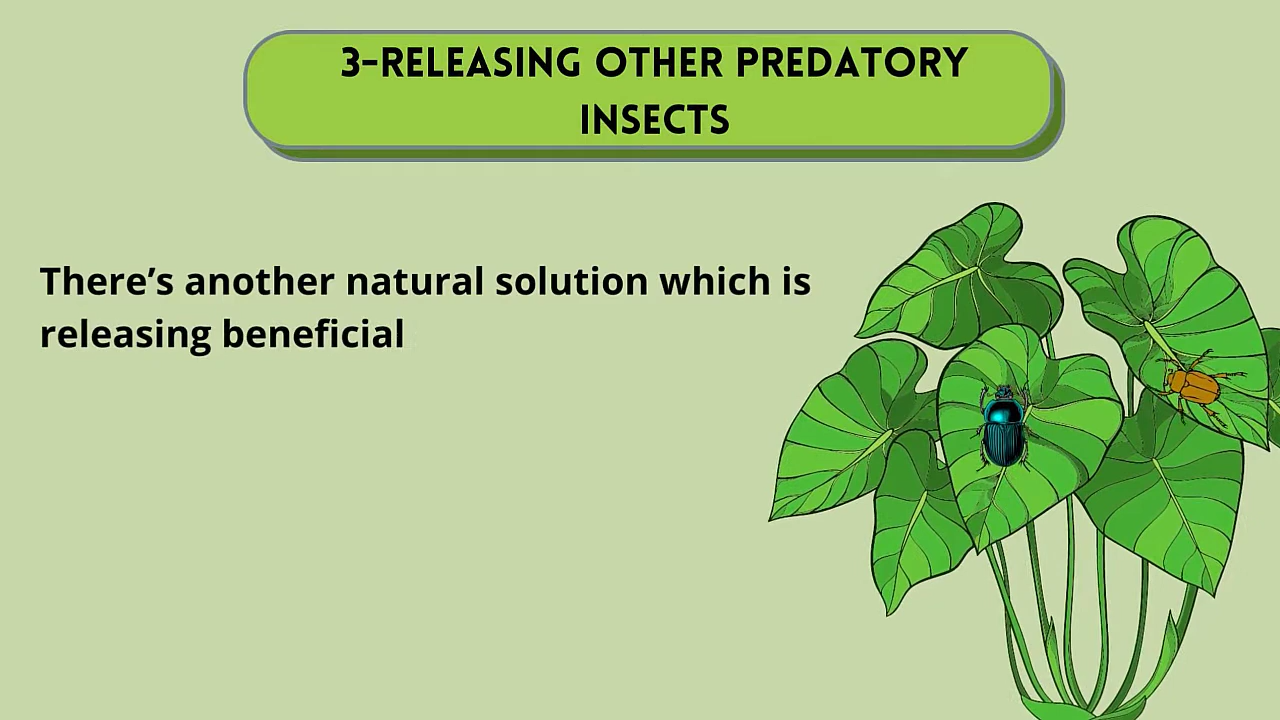 3-RELEASING OTHER PREDATORY
INSECTS
There’s another natural solution which is
releasing beneficial